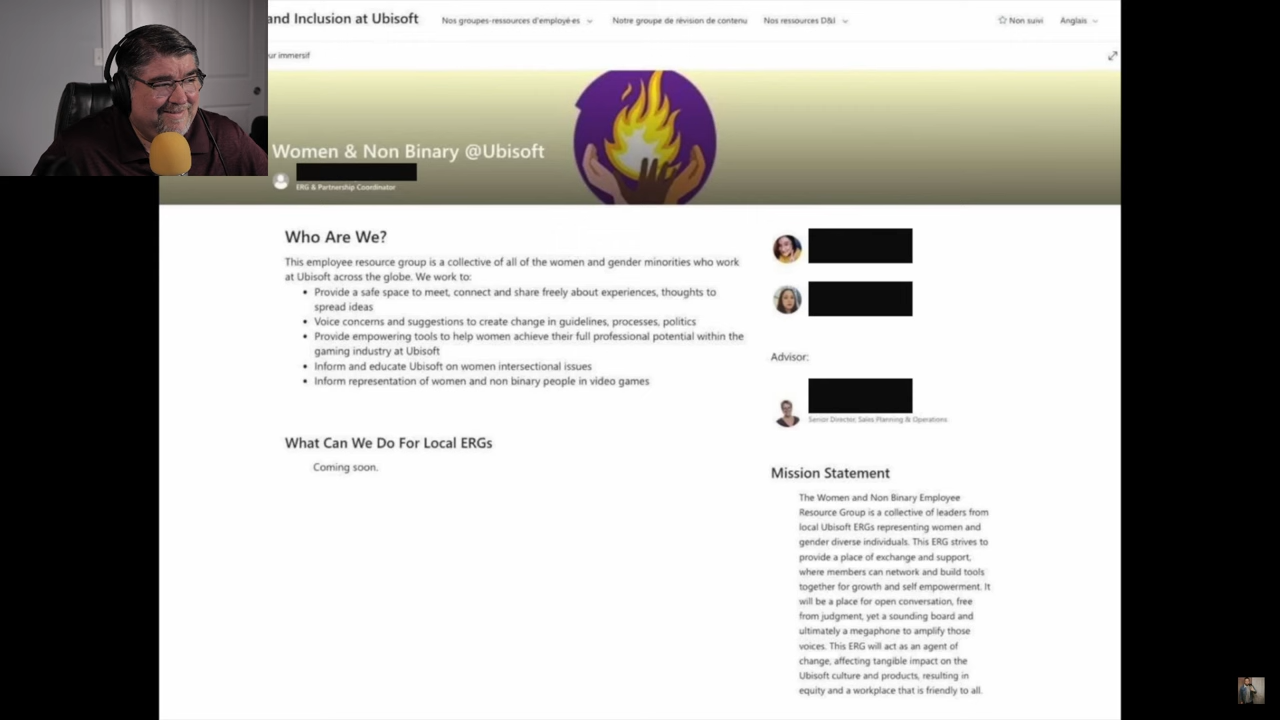 and Inclusion at Ubisoft
Nos groupes-ressources d'employé·es
Notre groupe de révision de contenu
Nos ressources D&I
Non suivi
Anglais
ur immersif
Women & Non Binary @Ubisoft
ERG & Partnership Coordinator
Who Are We?
This employee resource group is a collective of all of the women and gender minorities who work
at Ubisoft across the globe. We work to:
• Provide a safe space to meet, connect and share freely about experiences, thoughts to
spread ideas
• Voice concerns and suggestions to create change in guidelines, processes, politics
• Provide empowering tools to help women achieve their full professional potential within the
gaming industry at Ubisoft
• Inform and educate Ubisoft on women intersectional issues
• Inform representation of women and non binary people in video games
What Can We Do For Local ERGs
Coming soon.
Advisor:
Senior Director, Sales Planning & Operations
Mission Statement
The Women and Non Binary Employee
Resource Group is a collective of leaders from
local Ubisoft ERGs representing women and
gender diverse individuals. This ERG strives to
provide a place of exchange and support,
where members can network and build tools
together for growth and self empowerment. It
will be a place for open conversation, free
from judgment, yet a sounding board and
ultimately a megaphone to amplify those
voices. This ERG will act as an agent of
change, affecting tangible impact on the
Ubisoft culture and products, resulting in
equity and a workplace that is friendly to all.